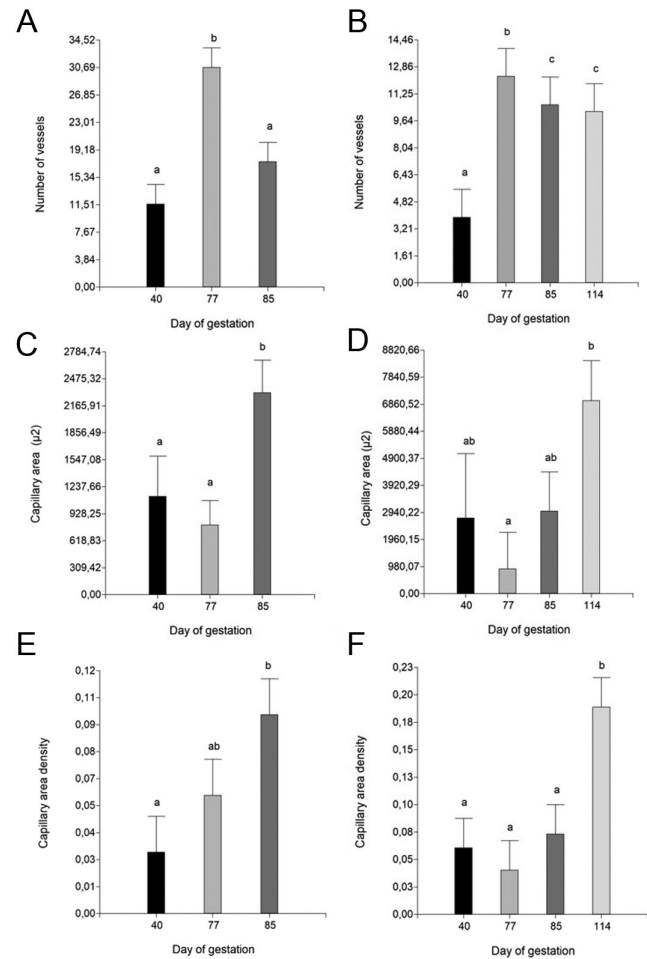 A
Number of vessels
34,52
30,69
26,85
23,01
19,18
15,34
11,51
7,67
3,84
0,00
a
b
a
40 77 85
Day of gestation
B
Number of vessels
14,46
12,86
11,25
9,64
8,04
6,43
4,82
3,21
1,61
0,00
a
b
c
c
40 77 85 114
Day of gestation
C
Capillary area (µ2)
2784,74
2475,32
2165,91
1856,49
1547,08
1237,66
928,25
618,83
309,42
0,00
a
a
b
40 77 85
Day of gestation
D
Capillary area (µ2)
8820,66
7840,59
6860,52
5880,44
4900,37
3920,29
2940,22
1960,15
980,07
0,00
ab
a
ab
b
40 77 85 114
Day of gestation
E
Capillary area density
0,12
0,11
0,09
0,08
0,07
0,05
0,04
0,03
0,01
0,00
a
ab
b
40 77 85
Day of gestation
F
Capillary area density
0,23
0,20
0,18
0,15
0,13
0,10
0,08
0,05
0,03
0,00
a
a
a
b
40 77 85 114
Day of gestation